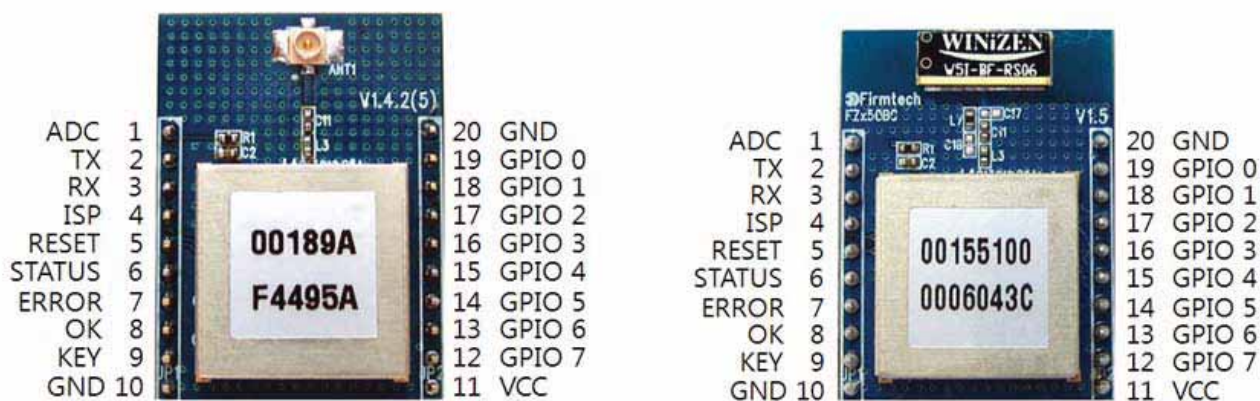 ANT1
V1.4.2(5)
C11
R1
C2
L3
ADC 1
TX 2
RX 3
ISP 4
RESET 5
STATUS 6
ERROR 7
OK 8
KEY 9
GND 10
00189A
F4495A
20 GND
19 GPIO 0
18 GPIO 1
17 GPIO 2
16 GPIO 3
15 GPIO 4
14 GPIO 5
13 GPIO 6
12 GPIO 7
11 VCC
WINiZEN
WSI-BF-RS06
Firmtech
FZx50BC
V1.5
L7
C17
C11
C18
R1
C2
L3
ADC 1
TX 2
RX 3
ISP 4
RESET 5
STATUS 6
ERROR 7
OK 8
KEY 9
GND 10
00155100
0006043C
20 GND
19 GPIO 0
18 GPIO 1
17 GPIO 2
16 GPIO 3
15 GPIO 4
14 GPIO 5
13 GPIO 6
12 GPIO 7
11 VCC